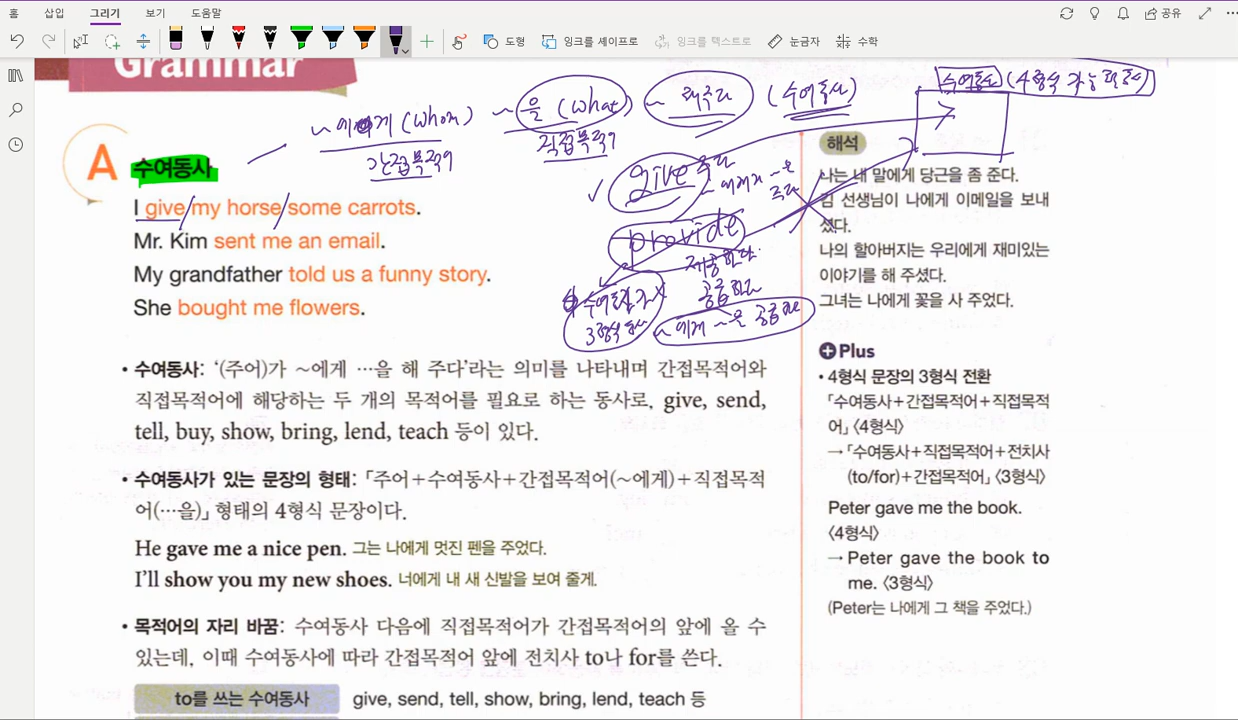 홈 삽입 그리기 보기 도움말 공유
도형 잉크를 셰이프로 잉크를 텍스트로 눈금자 수학
Grammar
~에게 (whom) ~을 (what) ~ 해주다 (수여동사) 수여동사 (4형식 가능
간접목적어 직접목적어
A 수여동사
I give my horse some carrots.
Mr. Kim sent me an email.
My grandfather told us a funny story.
She bought me flowers.
give 주다
~에게 ~을
주다
provide
제공한다
공급하다
수여동사
3형식 동사
~에게 ~을 공급하다
해석
나는 내 말에게 당근을 좀 준다.
김 선생님이 나에게 이메일을 보내
셨다.
나의 할아버지는 우리에게 재미있는
이야기를 해 주셨다.
그녀는 나에게 꽃을 사 주었다.
• 수여동사: ‘(주어)가 ~에게 …을 해 주다’라는 의미를 나타내며 간접목적어와
직접목적어에 해당하는 두 개의 목적어를 필요로 하는 동사로, give, send,
tell, buy, show, bring, lend, teach 등이 있다.
• 수여동사가 있는 문장의 형태: 「주어+수여동사+간접목적어(~에게)+직접목적
어(…을)」 형태의 4형식 문장이다.
He gave me a nice pen. 그는 나에게 멋진 펜을 주었다.
I’ll show you my new shoes. 너에게 내 새 신발을 보여 줄게.
• 목적어의 자리 바꿈: 수여동사 다음에 직접목적어가 간접목적어의 앞에 올 수
있는데, 이때 수여동사에 따라 간접목적어 앞에 전치사 to나 for를 쓴다.
to를 쓰는 수여동사 give, send, tell, show, bring, lend, teach 등
Plus
• 4형식 문장의 3형식 전환
「수여동사+간접목적어+직접목적
어」 〈4형식〉
→ 「수여동사+직접목적어+전치사
(to/for)+간접목적어」 〈3형식〉
Peter gave me the book.
〈4형식〉
→ Peter gave the book to
me. 〈3형식〉
(Peter는 나에게 그 책을 주었다.)